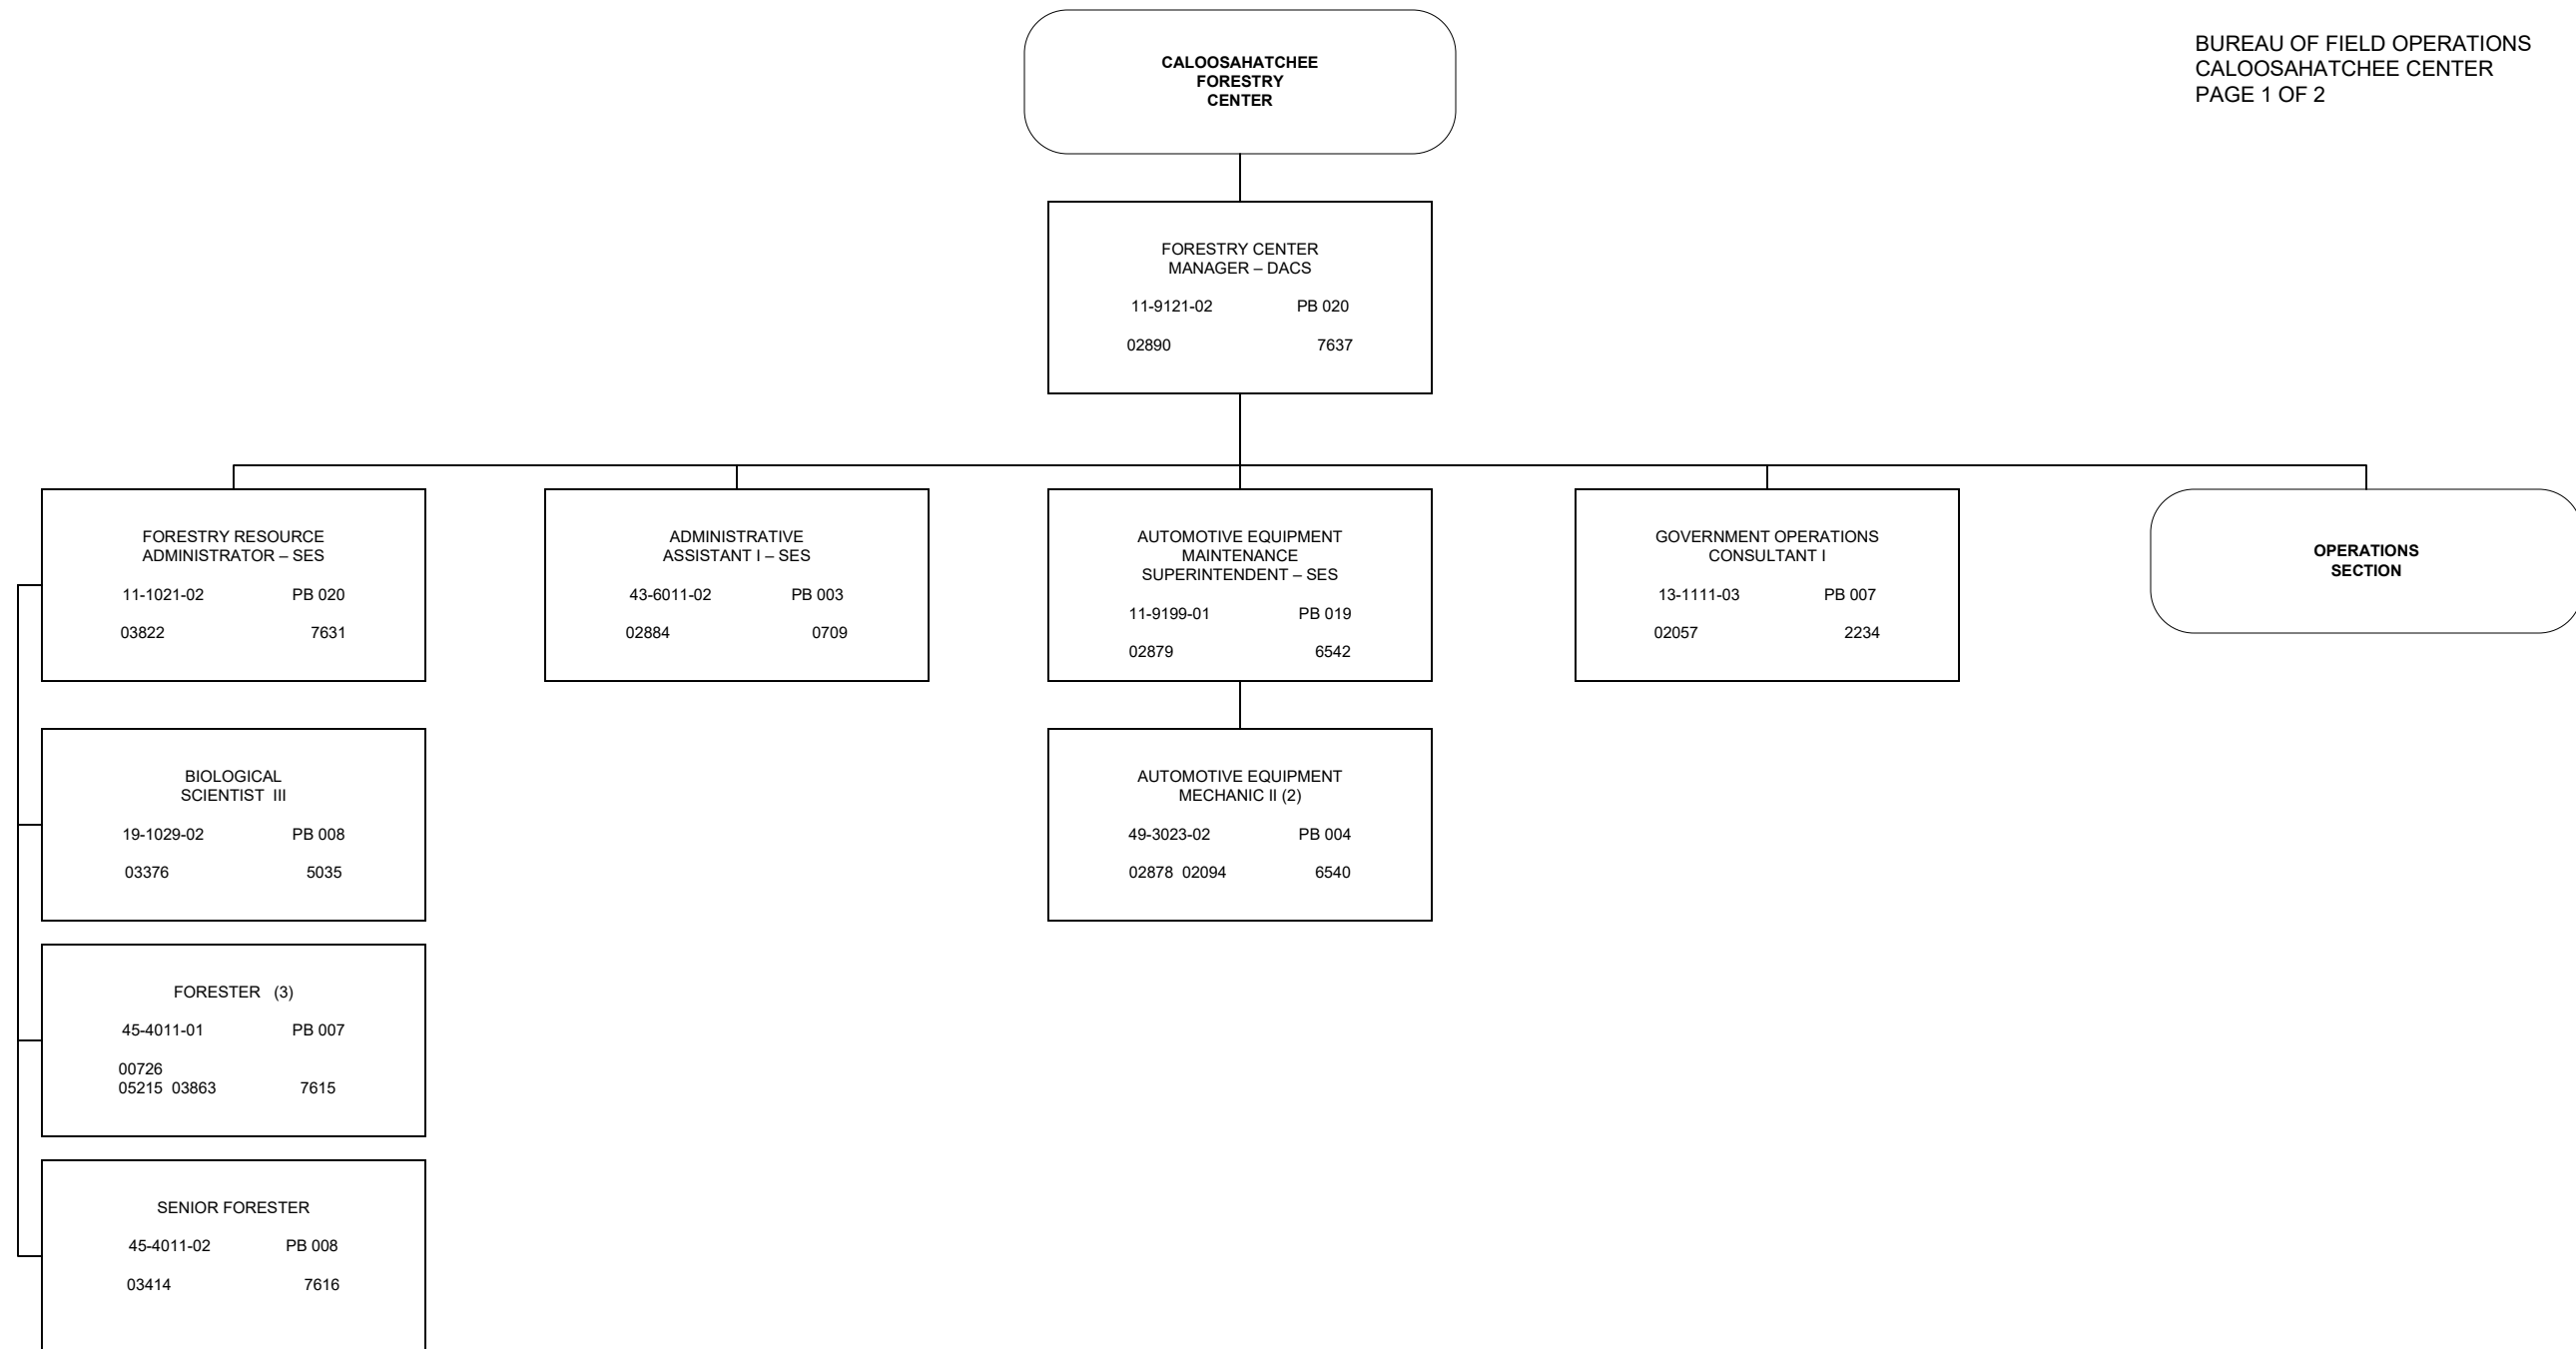 CALOOSAHATCHEE
FORESTRY
CENTER
BUREAU OF FIELD OPERATIONS
CALOOSAHATCHEE CENTER
PAGE 1 OF 2
FORESTRY CENTER
MANAGER – DACS
11-9121-02 PB 020
02890 7637
FORESTRY RESOURCE
ADMINISTRATOR – SES
11-1021-02 PB 020
03822 7631
ADMINISTRATIVE
ASSISTANT I – SES
43-6011-02 PB 003
02884 0709
AUTOMOTIVE EQUIPMENT
MAINTENANCE
SUPERINTENDENT – SES
11-9199-01 PB 019
02879 6542
GOVERNMENT OPERATIONS
CONSULTANT I
13-1111-03 PB 007
02057 2234
OPERATIONS
SECTION
BIOLOGICAL
SCIENTIST III
19-1029-02 PB 008
03376 5035
AUTOMOTIVE EQUIPMENT
MECHANIC II (2)
49-3023-02 PB 004
02878 02094 6540
FORESTER (3)
45-4011-01 PB 007
00726
05215 03863 7615
SENIOR FORESTER
45-4011-02 PB 008
03414 7616